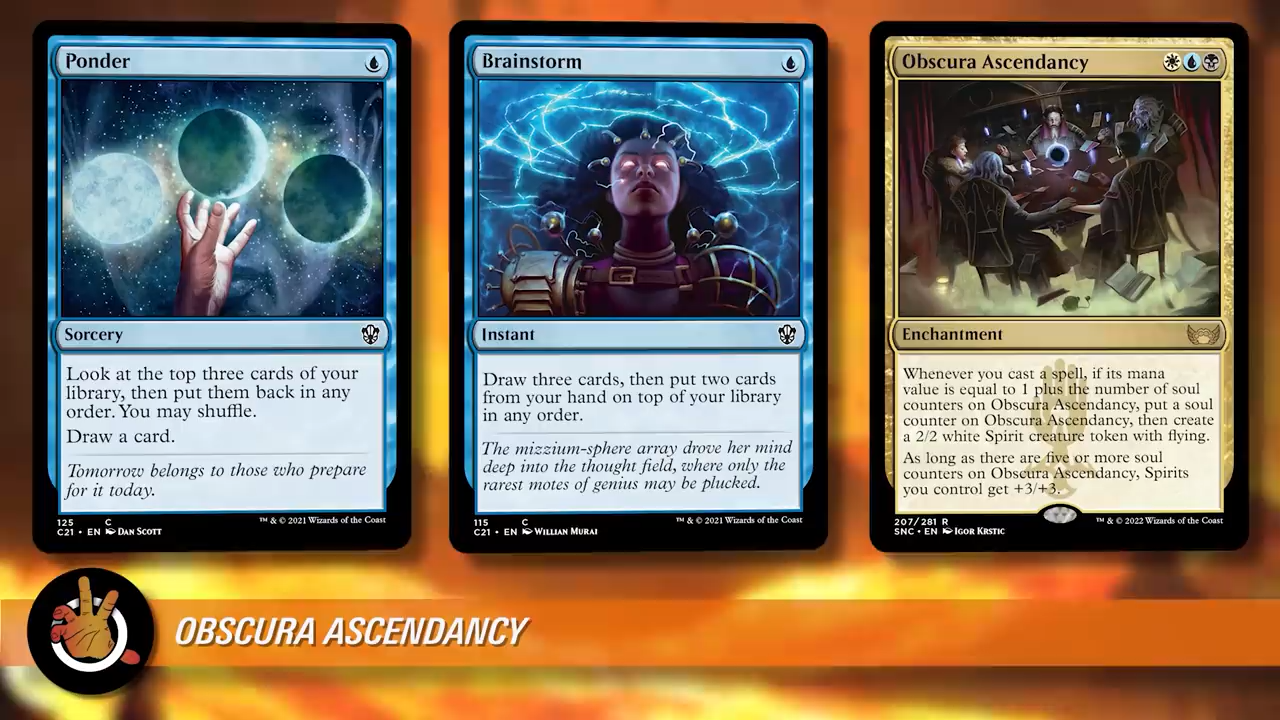 Ponder
Sorcery
Look at the top three cards of your
library, then put them back in any
order. You may shuffle.
Draw a card.
Tomorrow belongs to those who prepare
for it today.
125 C
C21 • EN DAN SCOTT
™ & © 2021 Wizards of the Coast
Brainstorm
Instant
Draw three cards, then put two cards
from your hand on top of your library
in any order.
The mizzium-sphere array drove her mind
deep into the thought field, where only the
rarest motes of genius may be plucked.
115 C
C21 • EN WILLIAN MURAI
™ & © 2021 Wizards of the Coast
Obscura Ascendancy
Enchantment
Whenever you cast a spell, if its mana
value is equal to 1 plus the number of soul
counters on Obscura Ascendancy, put a soul
counter on Obscura Ascendancy, then create
a 2/2 white Spirit creature token with flying.
As long as there are five or more soul
counters on Obscura Ascendancy, Spirits
you control get +3/+3.
207/281 R
SNC • EN IGOR KRSTIC
™ & © 2022 Wizards of the Coast
OBSCURA ASCENDANCY